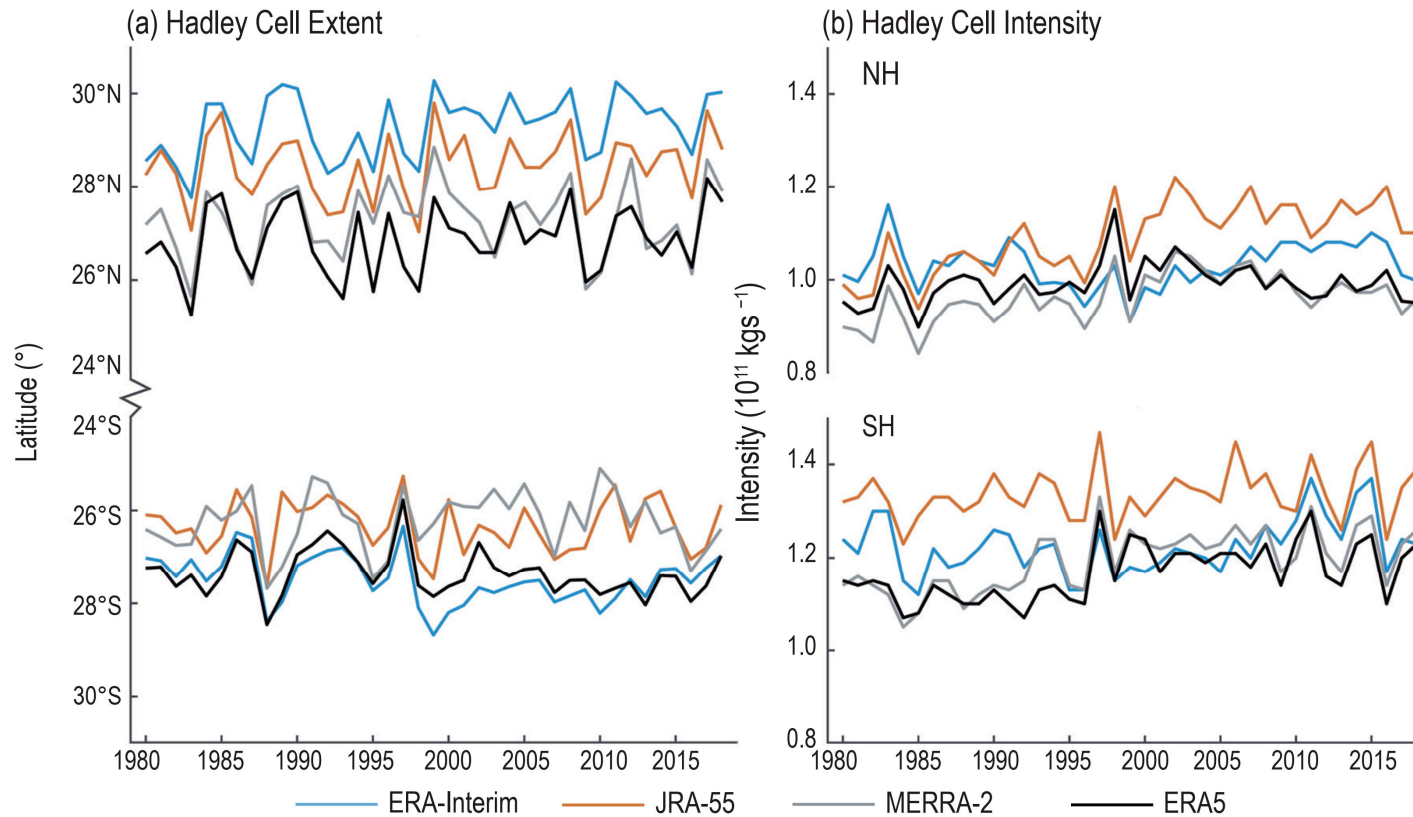 (a) Hadley Cell Extent
30°N
28°N
26°N
24°N
24°S
26°S
28°S
30°S
Latitude (°)
1980 1985 1990 1995 2000 2005 2010 2015
(b) Hadley Cell Intensity
NH
1.4
1.2
1.0
0.8
SH
1.4
1.2
1.0
0.8
Intensity (10¹¹ kgs⁻¹)
1980 1985 1990 1995 2000 2005 2010 2015
ERA-Interim JRA-55 MERRA-2 ERA5